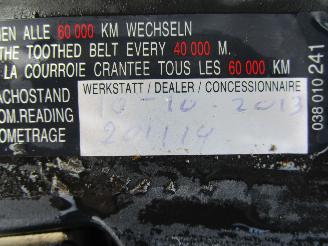 EN ALLE 60 000 KM WECHSELN
THE TOOTHED BELT EVERY 40 000 M.
LA COURROIE CRANTEE TOUS LES 60 000 KM
ACHOSTAND
OM.READING
OMETRAGE
WERKSTATT / DEALER / CONCESSIONNAIRE
10-10-2013
201114
038 010 241